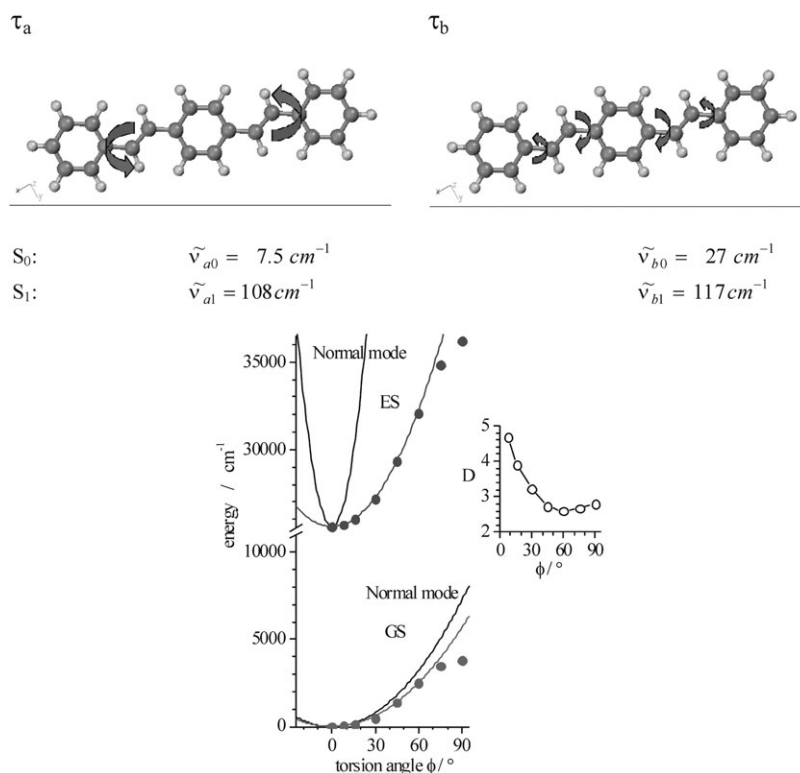 τa τb
x z y x z y
S0: ν̃a0 = 7.5 cm−1 ν̃b0 = 27 cm−1
S1: ν̃a1 = 108 cm−1 ν̃b1 = 117 cm−1
Normal mode
ES
35000
30000
energy / cm-1
10000
5000
0
Normal mode
GS
0 30 60 90
torsion angle ϕ/°
5
4
D
3
2
0 30 60 90
ϕ/°